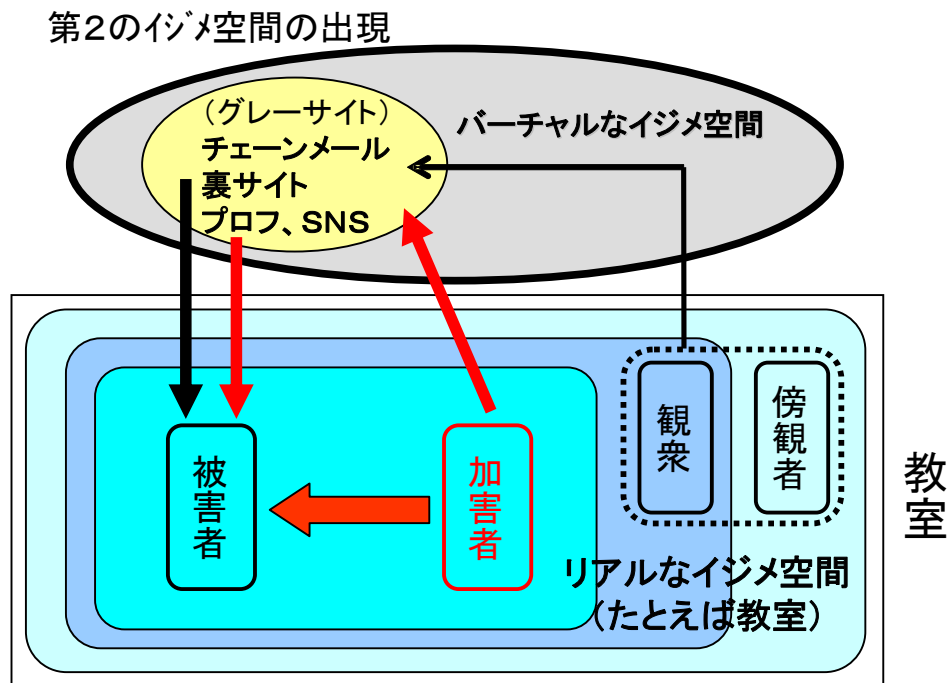 第２のｲｼﾞﾒ空間の出現
（グレーサイト）
チェーンメール
裏サイト
プロフ、ＳＮＳ
バーチャルなイジメ空間
被害者
加害者
観衆
傍観者
教室
リアルなイジメ空間
（たとえば教室）